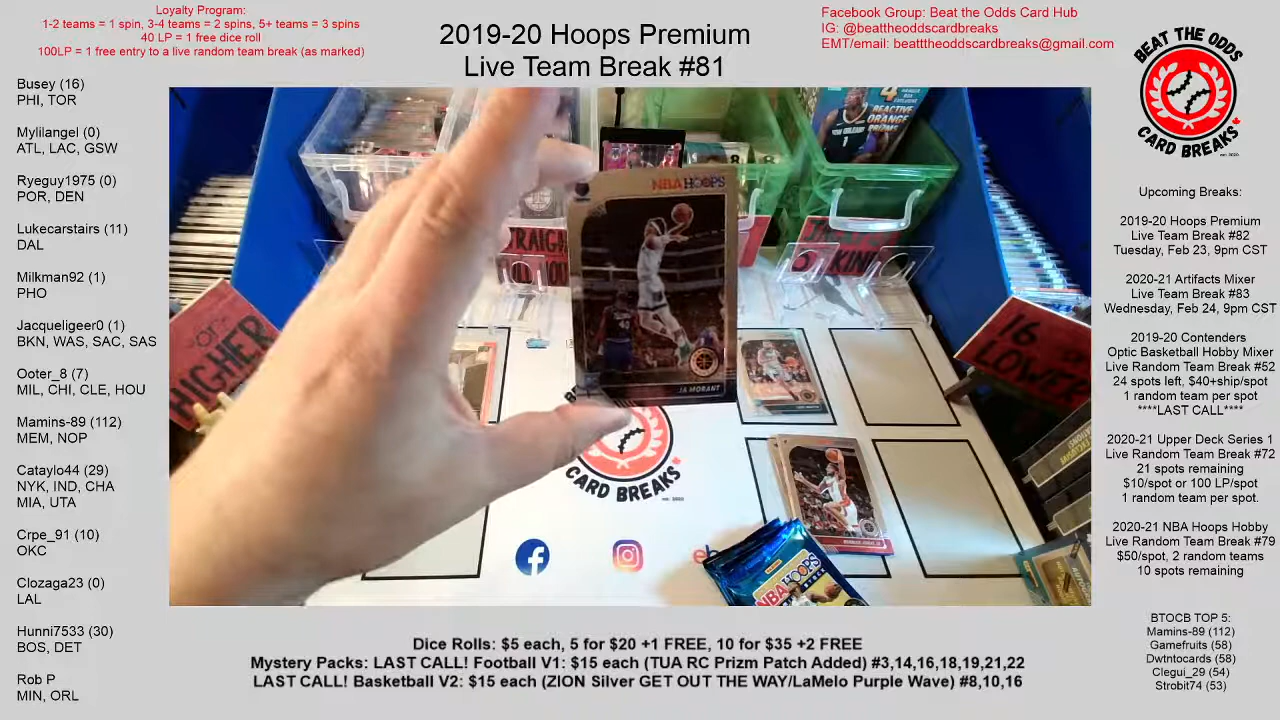 Loyalty Program:
1-2 teams = 1 spin, 3-4 teams = 2 spins, 5+ teams = 3 spins
40 LP = 1 free dice roll
100LP = 1 free entry to a live random team break (as marked)
2019-20 Hoops Premium
Live Team Break #81
Facebook Group: Beat the Odds Card Hub
IG: @beattheoddscardbreaks
EMT/email: beattheoddscardbreaks@gmail.com
BEAT THE ODDS
CARD BREAKS
Busey (16)
PHI, TOR
Mylilangel (0)
ATL, LAC, GSW
Ryeguy1975 (0)
POR, DEN
Lukecarstairs (11)
DAL
Milkman92 (1)
PHO
Jacqueligeer0 (1)
BKN, WAS, SAC, SAS
Ooter_8 (7)
MIL, CHI, CLE, HOU
Mamins-89 (112)
MEM, NOP
Cataylo44 (29)
NYK, IND, CHA
MIA, UTA
Crpe_91 (10)
OKC
Clozaga23 (0)
LAL
Hunni7533 (30)
BOS, DET
Rob P
MIN, ORL
REACTIVE
ORANGE
PRIZMS
NBA HOOPS
JA MORANT
HIGHER
16
LOWER
KIN
CARD BREAKS
NBA HOOPS
Upcoming Breaks:
2019-20 Hoops Premium
Live Team Break #82
Tuesday, Feb 23, 9pm CST
2020-21 Artifacts Mixer
Live Team Break #83
Wednesday, Feb 24, 9pm CST
2019-20 Contenders
Optic Basketball Hobby Mixer
Live Random Team Break #52
21 spots left, $40+ship/spot
1 random team per spot
****LAST CALL****
2020-21 Upper Deck Series 1
Live Random Team Break #72
21 spots remaining
$10/spot or 100 LP/spot
1 random team per spot.
2020-21 NBA Hoops Hobby
Live Random Team Break #79
$50/spot, 2 random teams
10 spots remaining
BTOCB TOP 5:
Mamins-89 (112)
Gamefruits (58)
Dwtntocards (58)
Clegui_29 (54)
Strobit74 (53)
Dice Rolls: $5 each, 5 for $20 +1 FREE, 10 for $35 +2 FREE
Mystery Packs: LAST CALL! Football V1: $15 each (TUA RC Prizm Patch Added) #3,14,16,18,19,21,22
LAST CALL! Basketball V2: $15 each (ZION Silver GET OUT THE WAY/LaMelo Purple Wave) #8,10,16